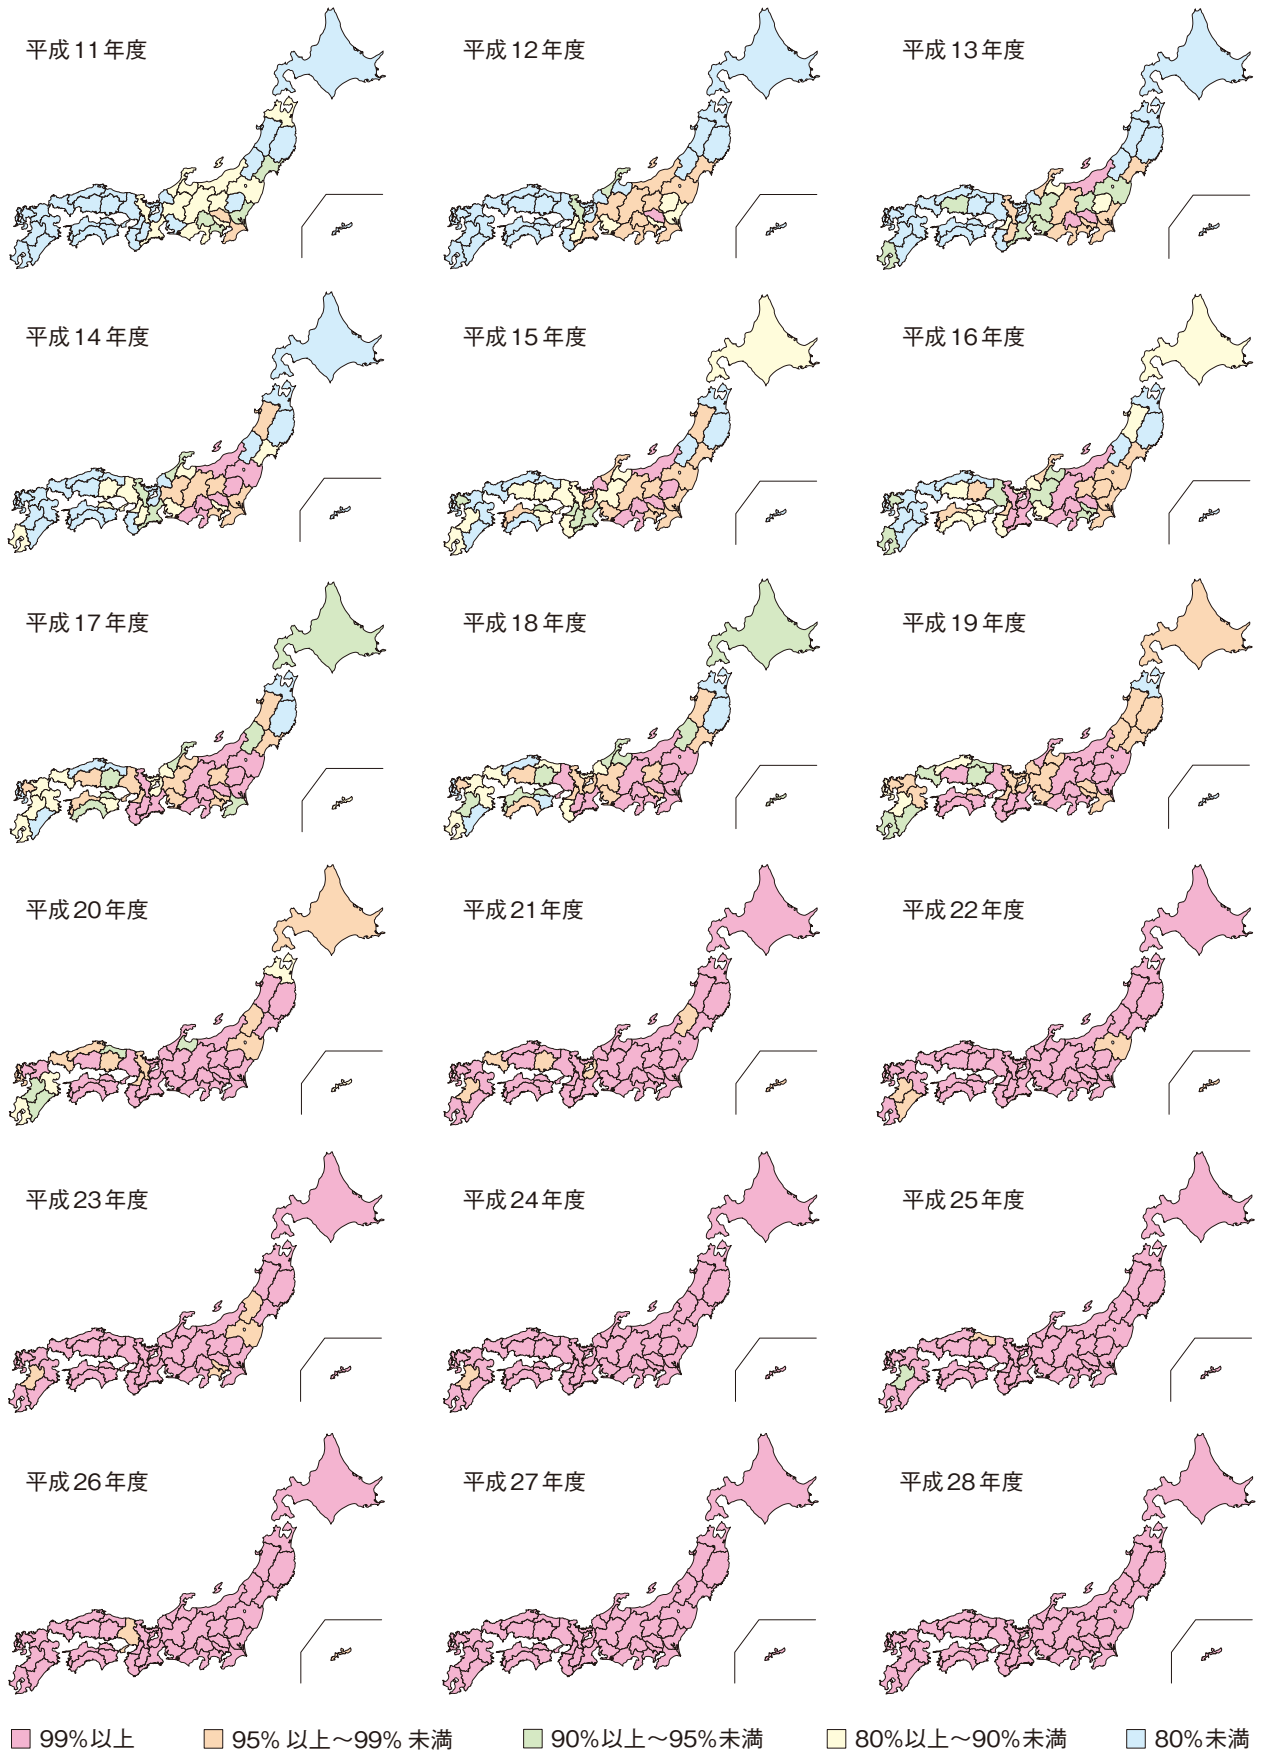 平成11年度
平成12年度
平成13年度
平成14年度
平成15年度
平成16年度
平成17年度
平成18年度
平成19年度
平成20年度
平成21年度
平成22年度
平成23年度
平成24年度
平成25年度
平成26年度
平成27年度
平成28年度
99%以上 95%以上～99%未満 90%以上～95%未満 80%以上～90%未満 80%未満